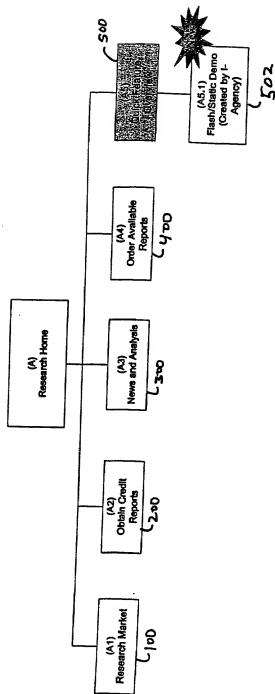 (A)
Research Home
(A1)
Research Market
100
(A2)
Obtain Credit
Reports
200
(A3)
News and Analysis
300
(A4)
Order Available
Reports
400
(A5)
500
(A5.1)
Flash/Static Demo
(Created by I-
Agency)
502